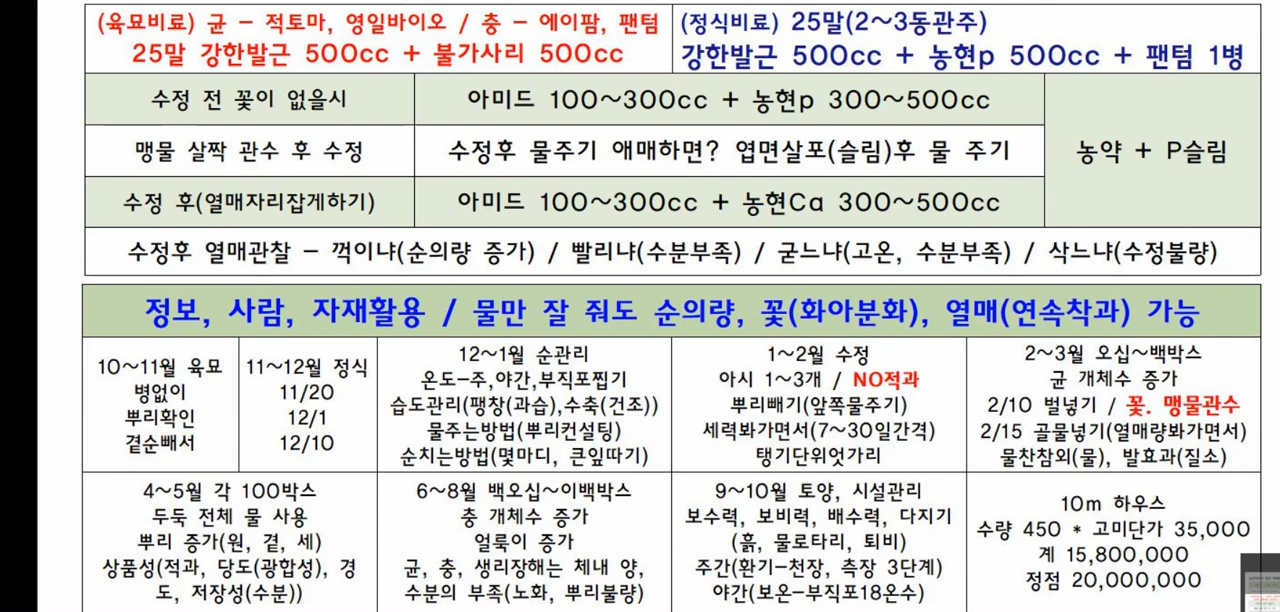 (육묘비료) 균 - 적토마, 영일바이오 / 충 - 에이팜, 팬텀
25말 강한발근 500cc + 불가사리 500cc
(정식비료) 25말(2~3동관주)
강한발근 500cc + 농현p 500cc + 팬텀 1병
수정 전 꽃이 없을시
아미드 100~300cc + 농현p 300~500cc
맹물 살짝 관수 후 수정
수정후 물주기 애매하면? 엽면살포(슬림)후 물 주기
농약 + P슬림
수정 후(열매자리잡게하기)
아미드 100~300cc + 농현Ca 300~500cc
수정후 열매관찰 - 꺽이냐(순의량 증가) / 빨리냐(수분부족) / 굳느냐(고온, 수분부족) / 삭느냐(수정불량)
정보, 사람, 자재활용 / 물만 잘 줘도 순의량, 꽃(화아분화), 열매(연속착과) 가능
10~11월 육묘
병없이
뿌리확인
곁순빼서
11~12월 정식
11/20
12/1
12/10
12~1월 순관리
온도-주,야간,부직포찝기
습도관리(팽창(과습),수축(건조))
물주는방법(뿌리컨설팅)
순치는방법(몇마디, 큰잎따기)
1~2월 수정
아시 1~3개 / NO적과
뿌리빼기(앞쪽물주기)
세력봐가면서(7~30일간격)
탱기단위엇가리
2~3월 오십~백박스
균 개체수 증가
2/10 벌넣기 / 꽃. 맹물관수
2/15 골물넣기(열매량봐가면서)
물찬참외(물), 발효과(질소)
4~5월 각 100박스
두둑 전체 물 사용
뿌리 증가(원, 곁, 세)
상품성(적과, 당도(광합성), 경
도, 저장성(수분))
6~8월 백오십~이백박스
충 개체수 증가
얼룩이 증가
균, 충, 생리장해는 체내 양,
수분의 부족(노화, 뿌리불량)
9~10월 토양, 시설관리
보수력, 보비력, 배수력, 다지기
(흙, 물로타리, 퇴비)
주간(환기-천장, 측장 3단계)
야간(보온-부직포18온수)
10m 하우스
수량 450 * 고미단가 35,000
계 15,800,000
정점 20,000,000